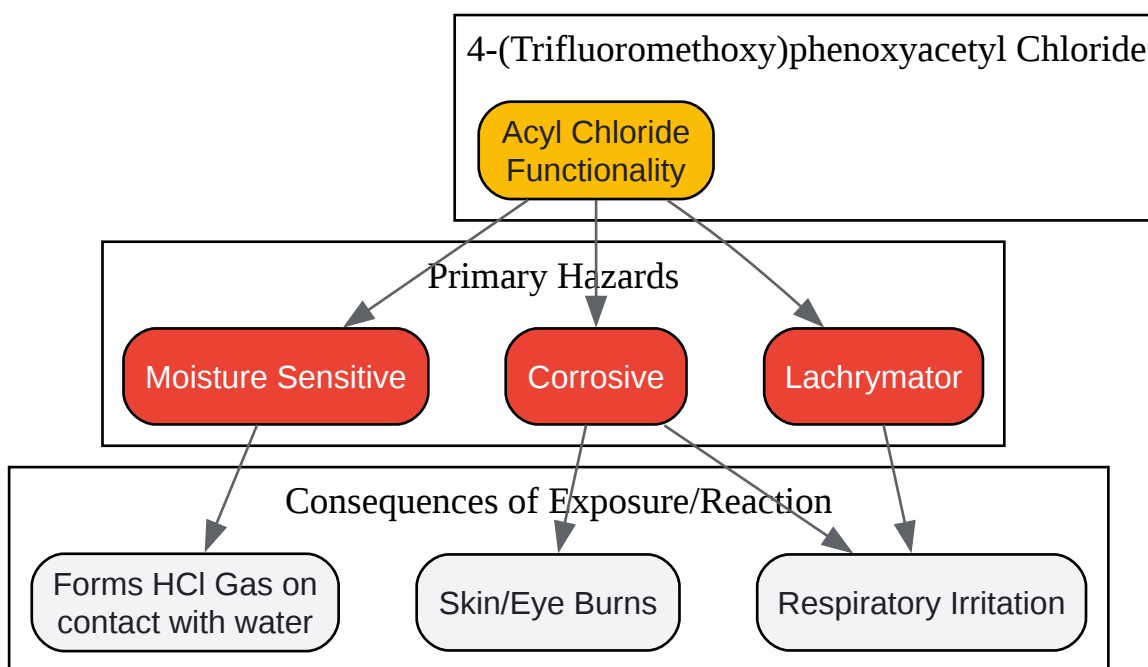 4-(Trifluoromethoxy)phenoxyacetyl Chloride
Acyl Chloride
Functionality
Primary Hazards
Moisture Sensitive
Corrosive
Lachrymator
Consequences of Exposure/Reaction
Forms HCl Gas on
contact with water
Skin/Eye Burns
Respiratory Irritation